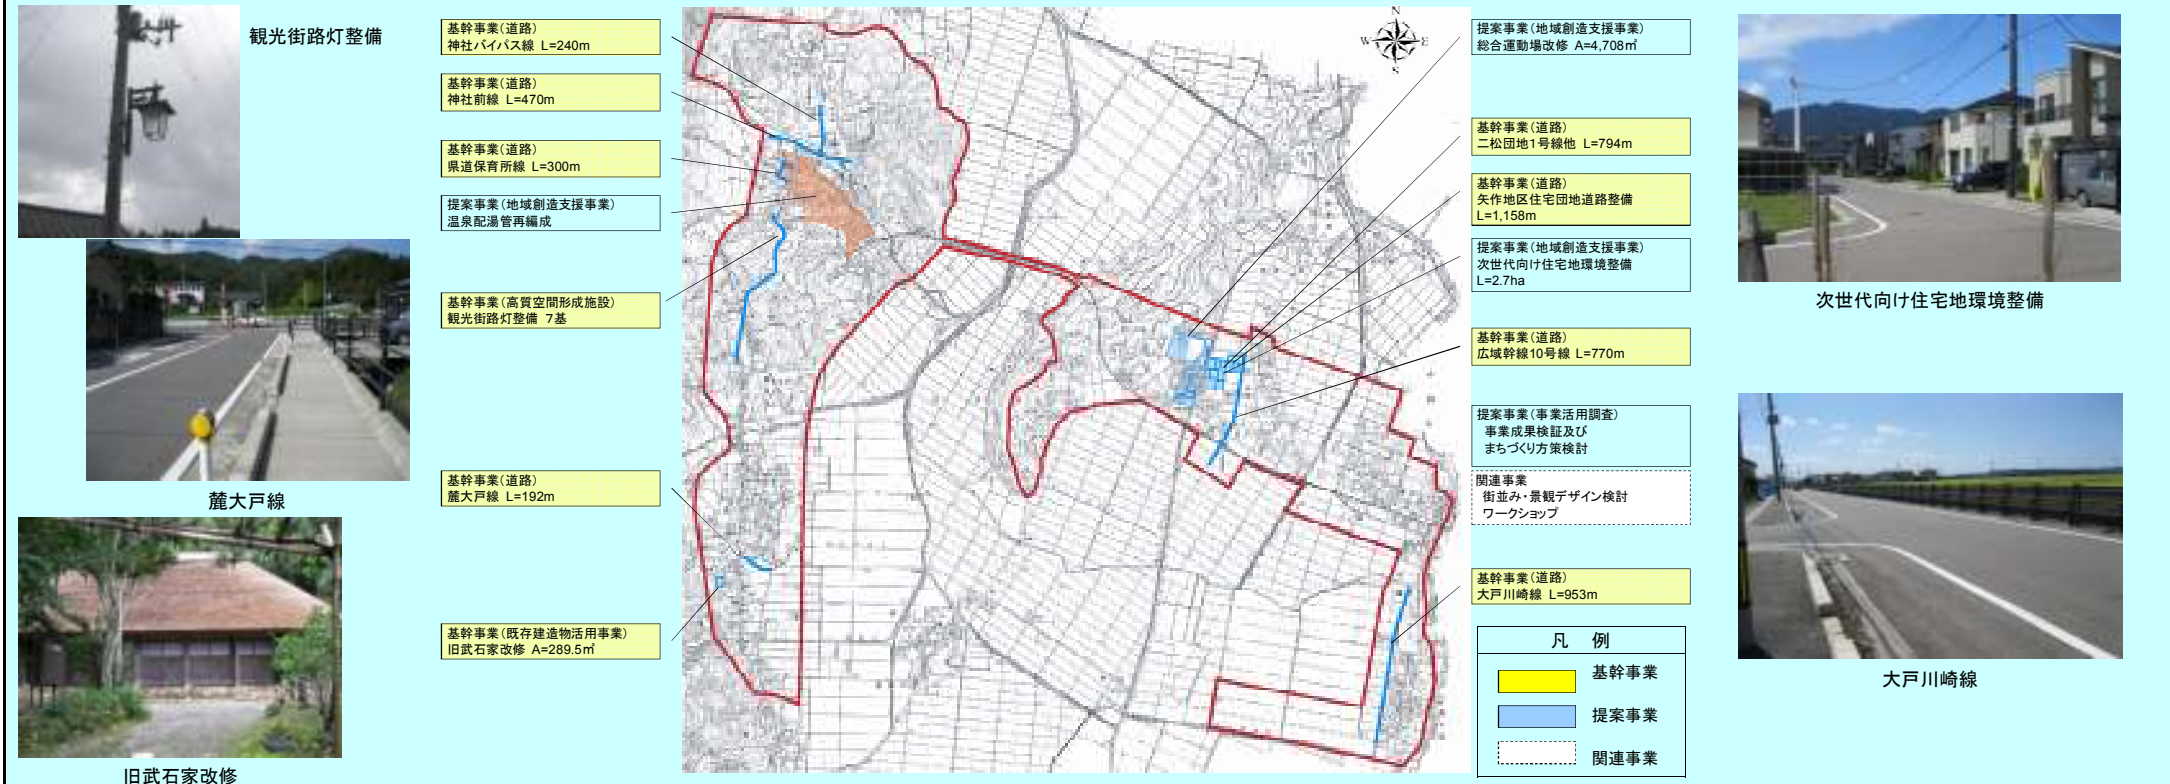 観光街路灯整備
麓大戸線
旧武石家改修
基幹事業(道路)
神社バイパス線 L=240m
基幹事業(道路)
神社前線 L=470m
基幹事業(道路)
県道保育所線 L=300m
提案事業(地域創造支援事業)
温泉配湯管再編成
基幹事業(高質空間形成施設)
観光街路灯整備 7基
基幹事業(道路)
麓大戸線 L=192m
基幹事業(既存建造物活用事業)
旧武石家改修 A=289.5㎡
N
W
E
S
提案事業(地域創造支援事業)
総合運動場改修 A=4,708㎡
基幹事業(道路)
二松団地1号線他 L=794m
基幹事業(道路)
矢作地区住宅団地道路整備
L=1,158m
提案事業(地域創造支援事業)
次世代向け住宅地環境整備
L=2.7ha
基幹事業(道路)
広域幹線10号線 L=770m
提案事業(事業活用調査)
事業成果検証及び
まちづくり方策検討
関連事業
街並み・景観デザイン検討
ワークショップ
基幹事業(道路)
大戸川崎線 L=953m
凡 例
基幹事業
提案事業
関連事業
次世代向け住宅地環境整備
大戸川崎線